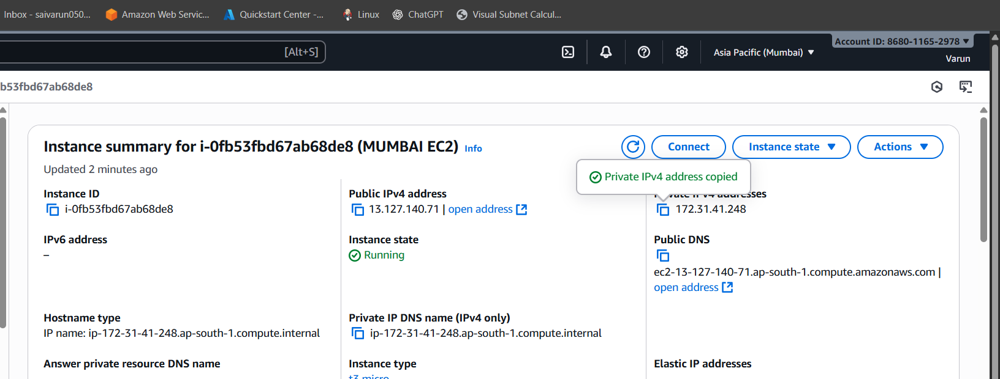 Inbox - saivarun050...
Amazon Web Servic...
Quickstart Center -...
Linux
ChatGPT
Visual Subnet Calcul...
[Alt+S]
Asia Pacific (Mumbai)
Account ID: 8680-1165-2978
Varun
b53fbd67ab68de8
Instance summary for i-0fb53fbd67ab68de8 (MUMBAI EC2) Info
Connect
Instance state
Actions
Updated 2 minutes ago
Private IPv4 address copied
Instance ID
i-0fb53fbd67ab68de8
Public IPv4 address
13.127.140.71 | open address
Private IPv4 addresses
172.31.41.248
IPv6 address
–
Instance state
Running
Public DNS
ec2-13-127-140-71.ap-south-1.compute.amazonaws.com |
open address
Hostname type
IP name: ip-172-31-41-248.ap-south-1.compute.internal
Private IP DNS name (IPv4 only)
ip-172-31-41-248.ap-south-1.compute.internal
Answer private resource DNS name
Instance type
t3.micro
Elastic IP addresses